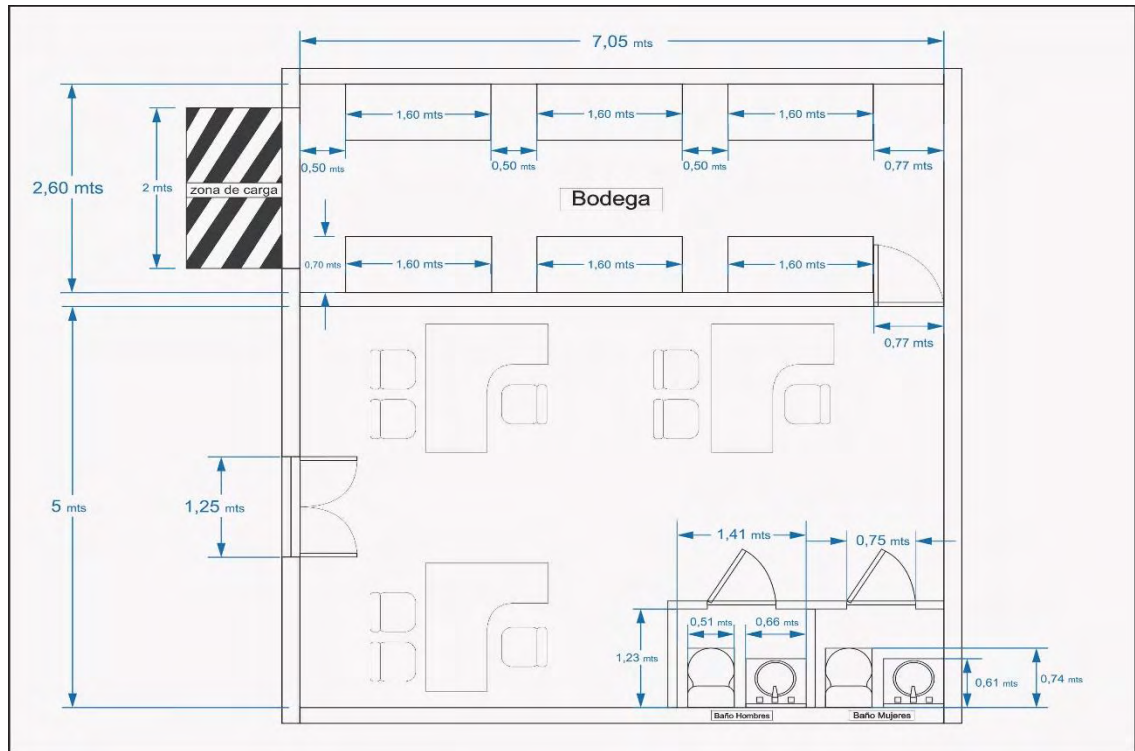 7,05 mts
1,60 mts
1,60 mts
1,60 mts
0,50 mts
0,50 mts
0,50 mts
0,77 mts
2,60 mts
2 mts
zona de carga
Bodega
0,70 mts
1,60 mts
1,60 mts
1,60 mts
0,77 mts
5 mts
1,25 mts
1,41 mts
0,75 mts
0,51 mts
0,66 mts
1,23 mts
0,61 mts
0,74 mts
Baño Hombres
Baño Mujeres